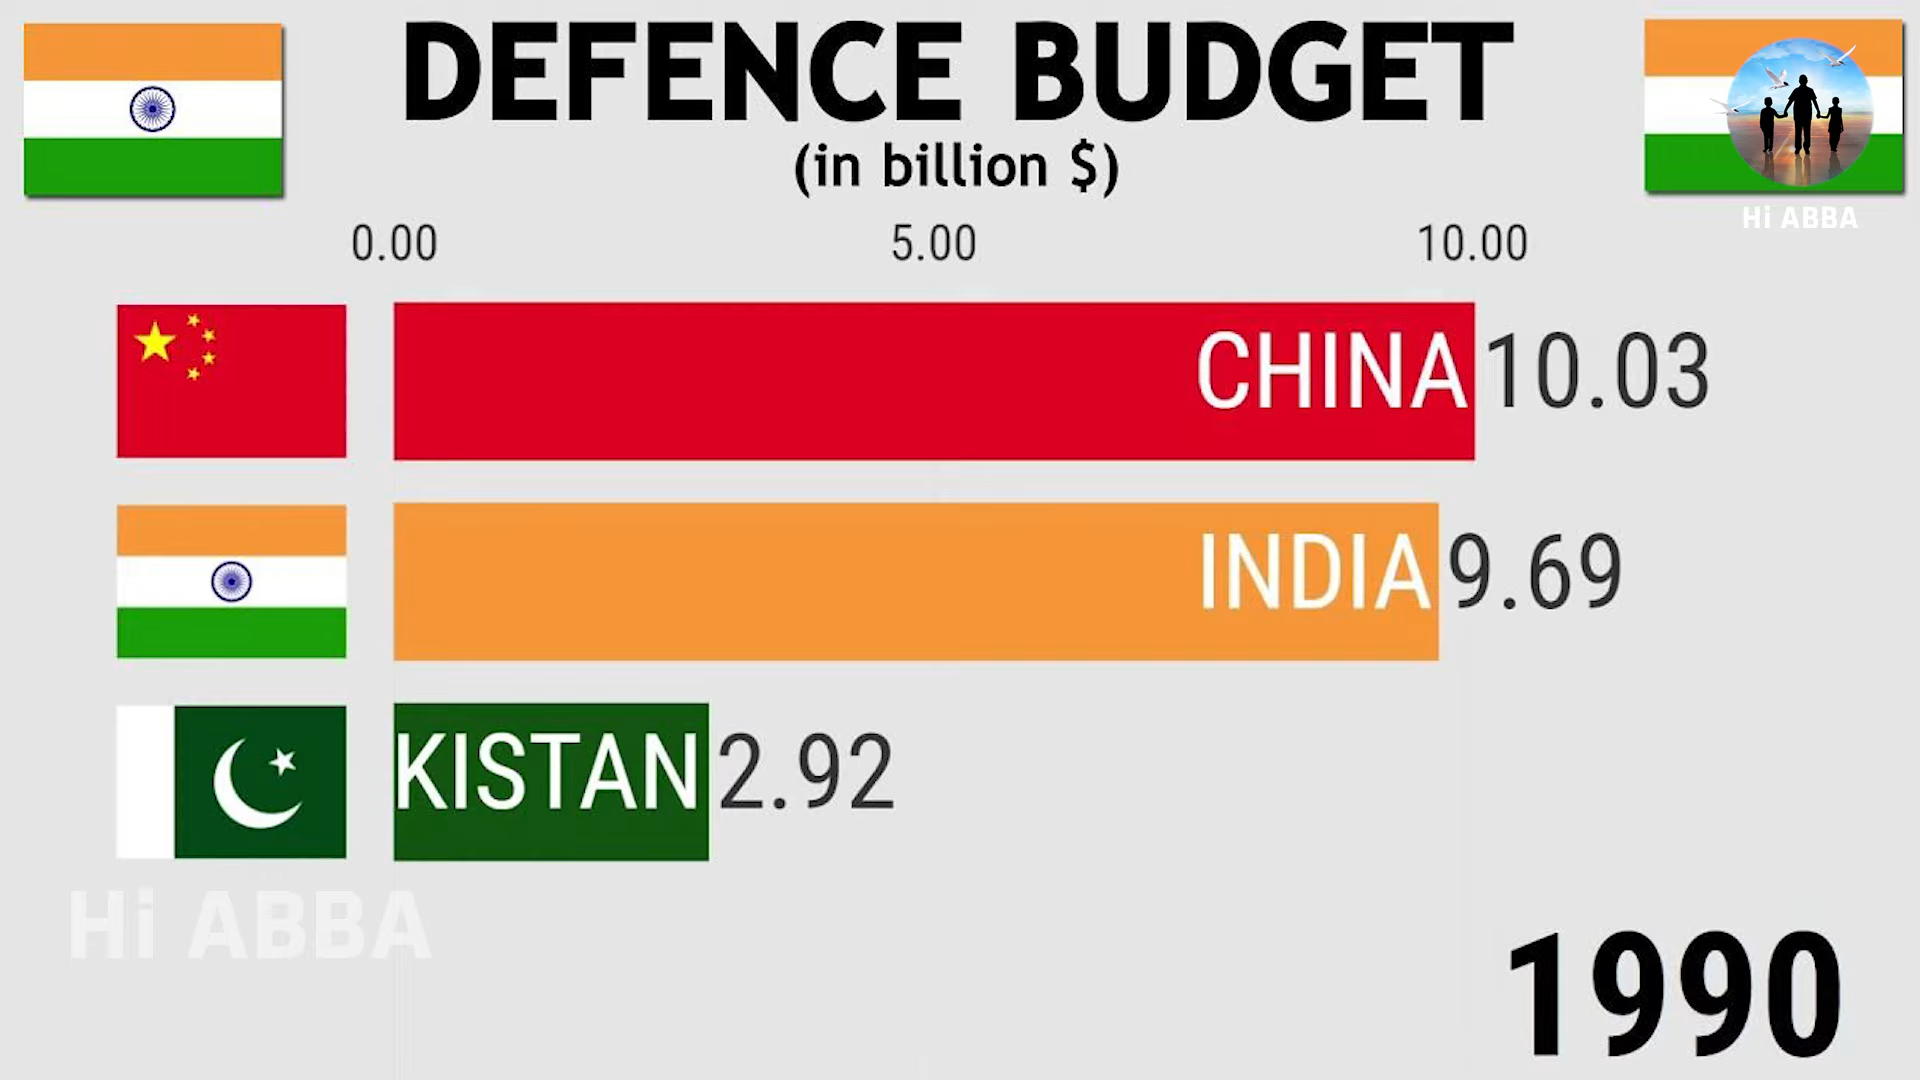 DEFENCE BUDGET
(in billion $)
Hi ABBA
0.00 5.00 10.00
CHINA 10.03
INDIA 9.69
KISTAN 2.92
Hi ABBA
1990